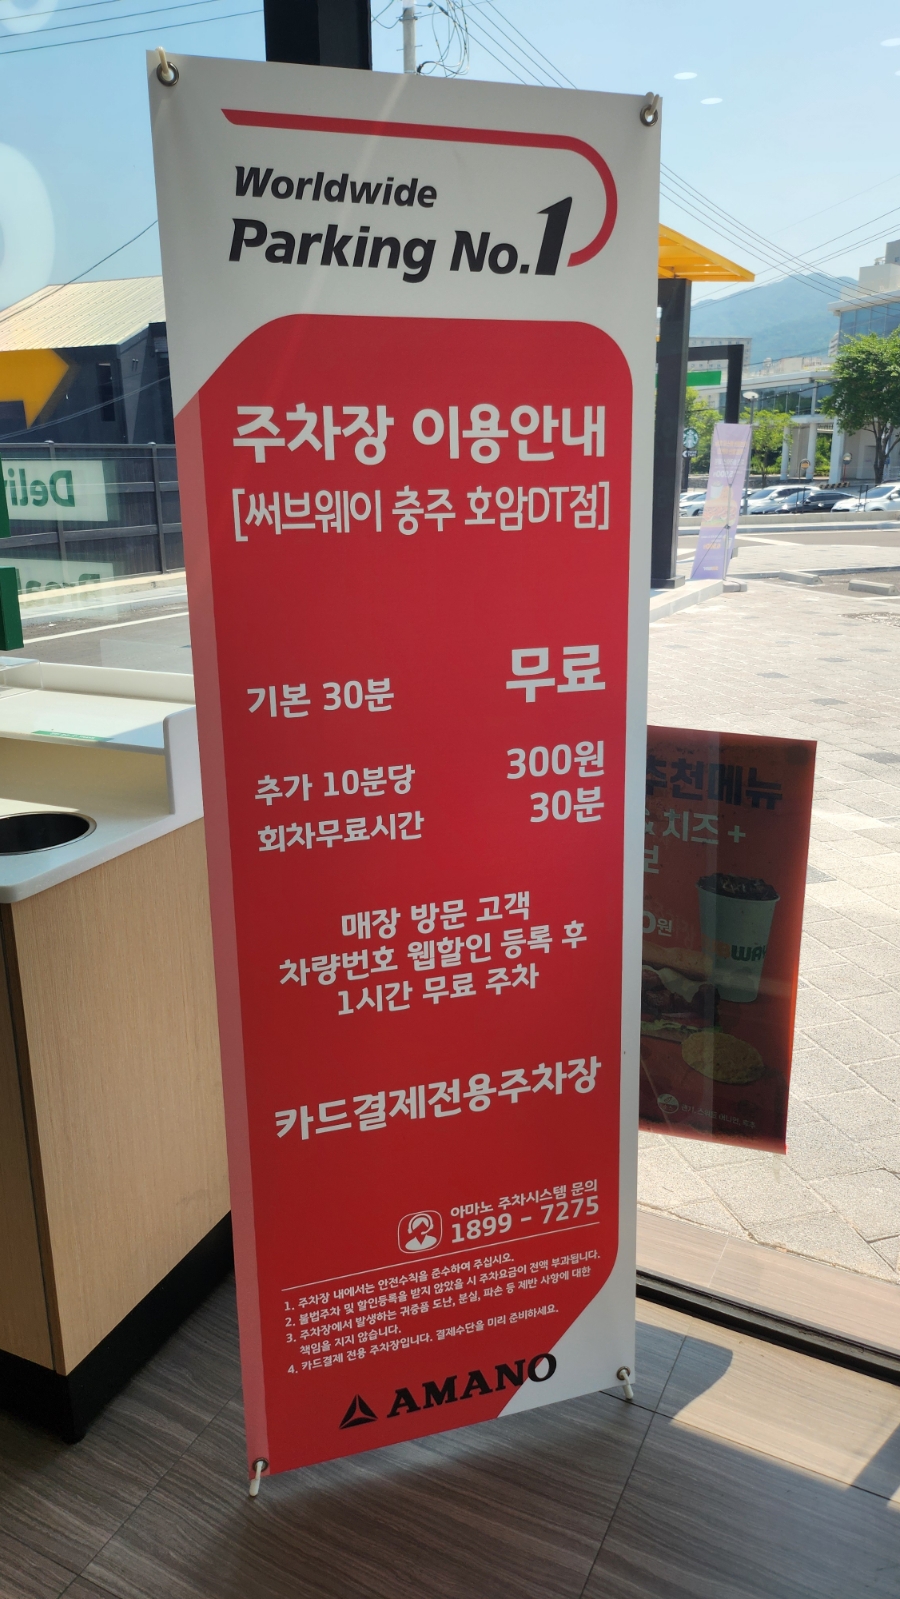 Worldwide
Parking No.1
주차장 이용안내
[써브웨이 충주 호암DT점]
기본 30분 무료
추가 10분당 300원
회차무료시간 30분
매장 방문 고객
차량번호 웹할인 등록 후
1시간 무료 주차
카드결제전용주차장
아마노 주차시스템 문의
1899 - 7275
1. 주차장 내에서는 안전수칙을 준수하여 주십시오.
2. 불법주차 및 할인등록을 받지 않았을 시 주차요금이 전액 부과됩니다.
3. 주차장에서 발생하는 귀중품 도난, 분실, 파손 등 제반 사항에 대한
책임을 지지 않습니다.
4. 카드결제 전용 주차장입니다. 결제수단을 미리 준비하세요.
AMANO
추천메뉴
& 치즈 +
0원
Deli